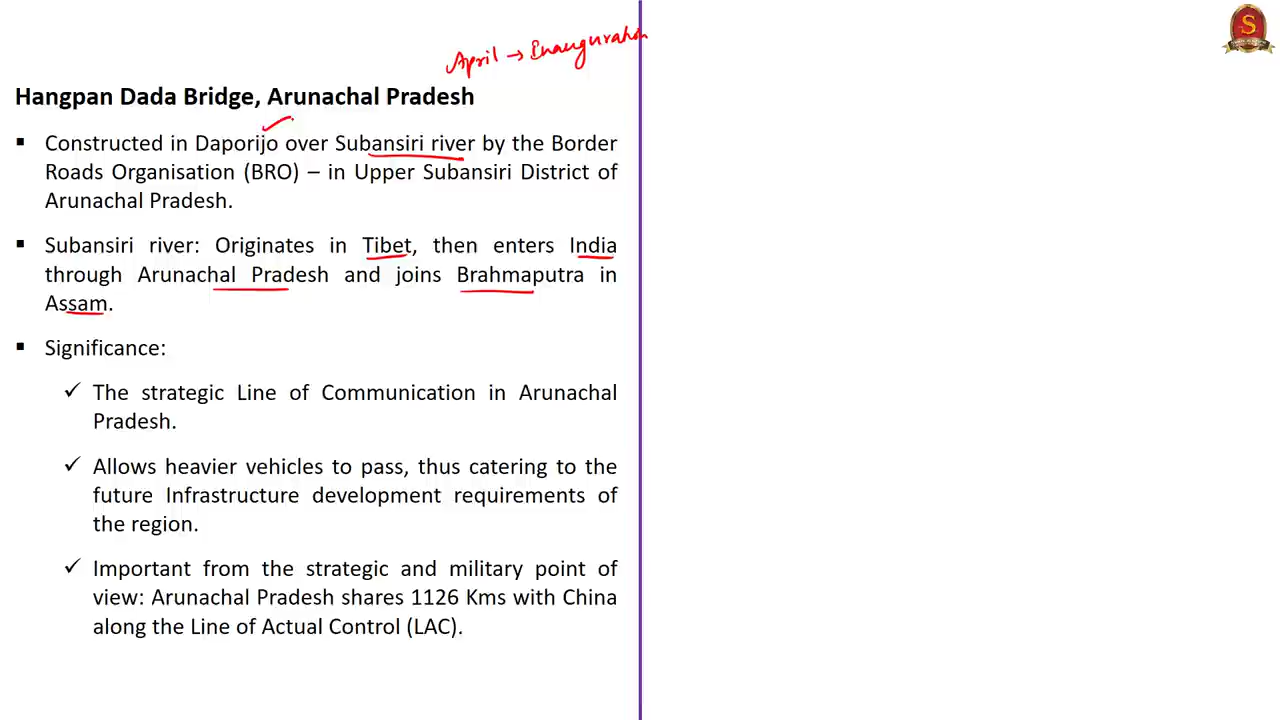 April → Inauguration
Hangpan Dada Bridge, Arunachal Pradesh
▪ Constructed in Daporijo over Subansiri river by the Border
Roads Organisation (BRO) – in Upper Subansiri District of
Arunachal Pradesh.
▪ Subansiri river: Originates in Tibet, then enters India
through Arunachal Pradesh and joins Brahmaputra in
Assam.
▪ Significance:
✓ The strategic Line of Communication in Arunachal
Pradesh.
✓ Allows heavier vehicles to pass, thus catering to the
future Infrastructure development requirements of
the region.
✓ Important from the strategic and military point of
view: Arunachal Pradesh shares 1126 Kms with China
along the Line of Actual Control (LAC).
S